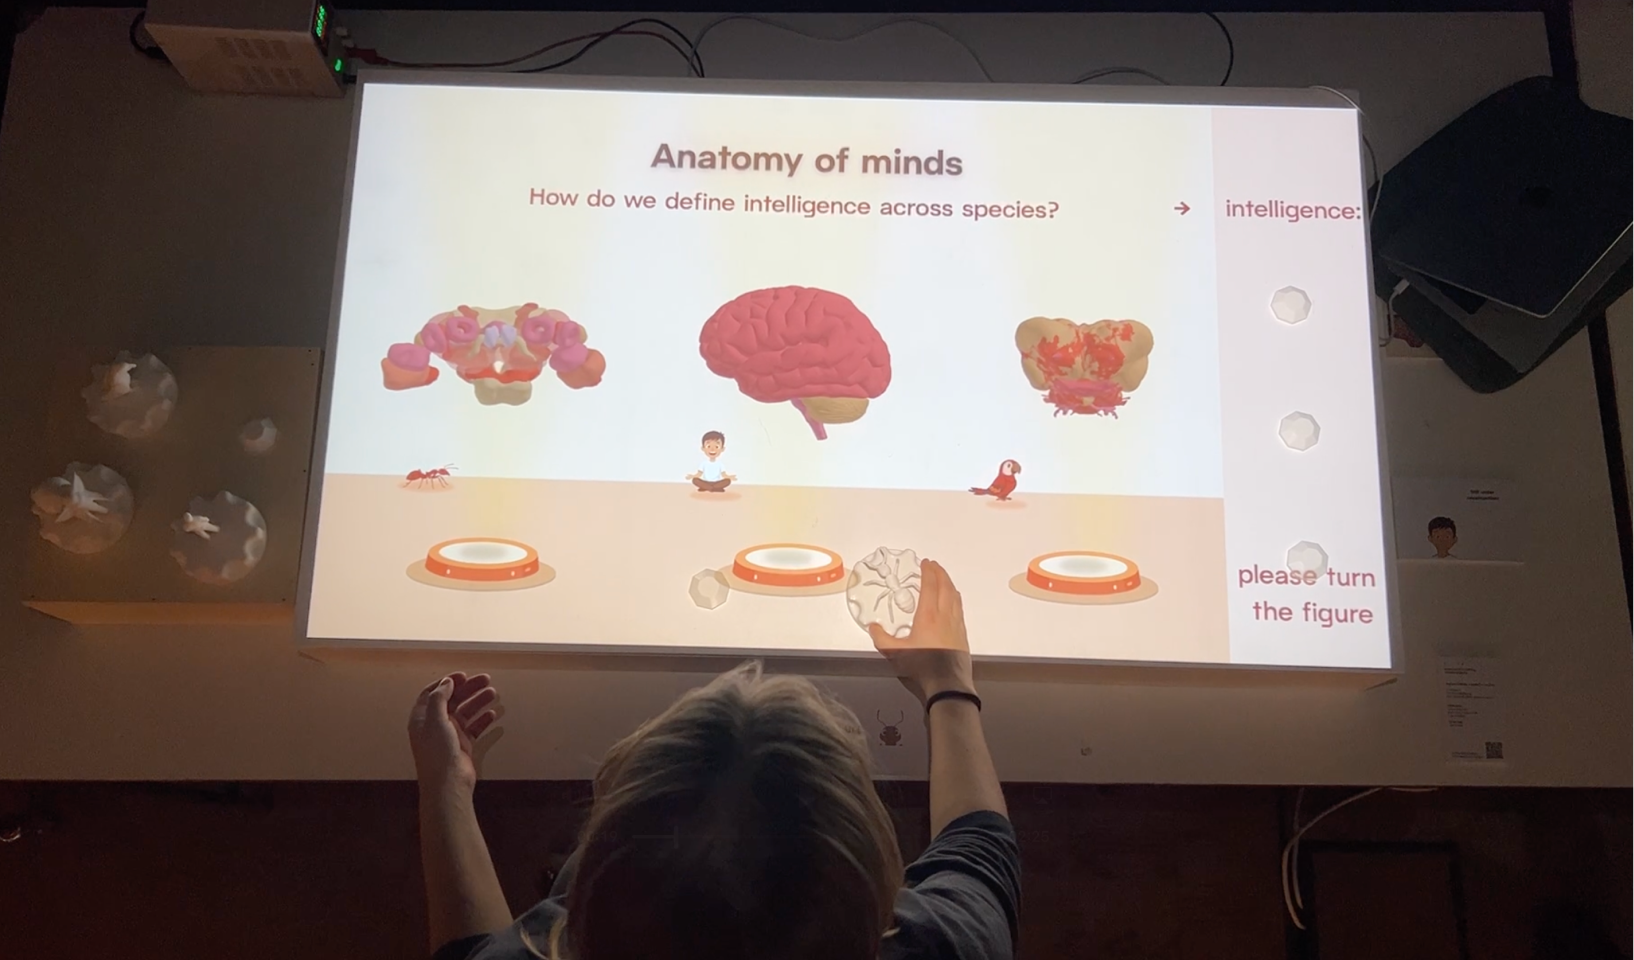 Anatomy of minds
How do we define intelligence across species?
→
intelligence:
please turn
the figure